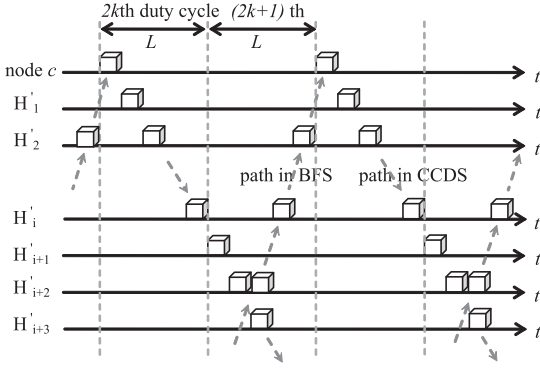 2kth duty cycle (2k+1) th
L L
node c t
H'1 t
H'2 t
path in BFS path in CCDS
H'i t
H'i+1 t
H'i+2 t
H'i+3 t